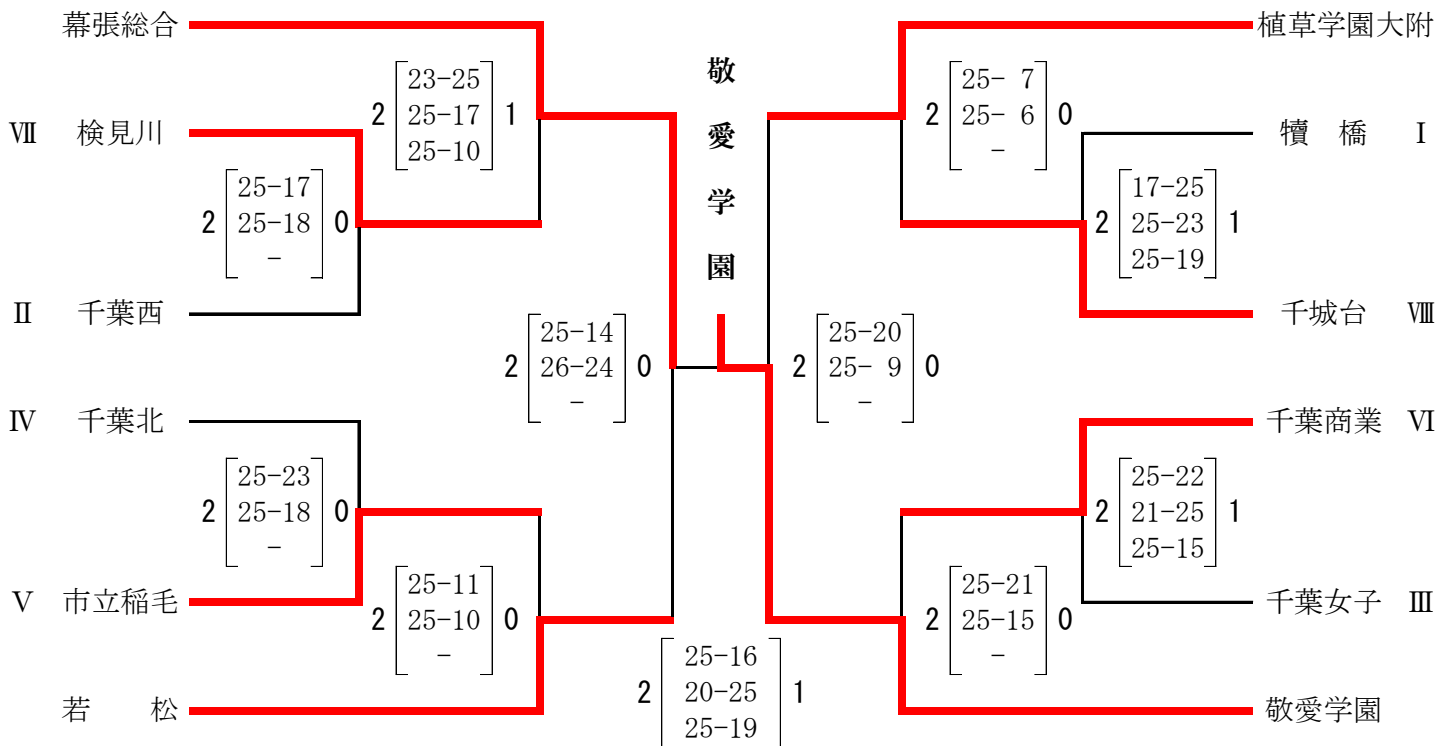 幕張総合
植草学園大附
敬愛学園
2 23-25 1
25-17
25-10
2 25- 7 0
25- 6
-
Ⅶ 検見川
犢橋 Ⅰ
2 25-17 0
25-18
-
2 17-25 1
25-23
25-19
Ⅱ 千葉西
千城台 Ⅷ
2 25-14 0
26-24
-
2 25-20 0
25- 9
-
Ⅳ 千葉北
千葉商業 Ⅵ
2 25-23 0
25-18
-
2 25-22 1
21-25
25-15
Ⅴ 市立稲毛
千葉女子 Ⅲ
2 25-11 0
25-10
-
2 25-21 0
25-15
-
2 25-16 1
20-25
25-19
若松
敬愛学園